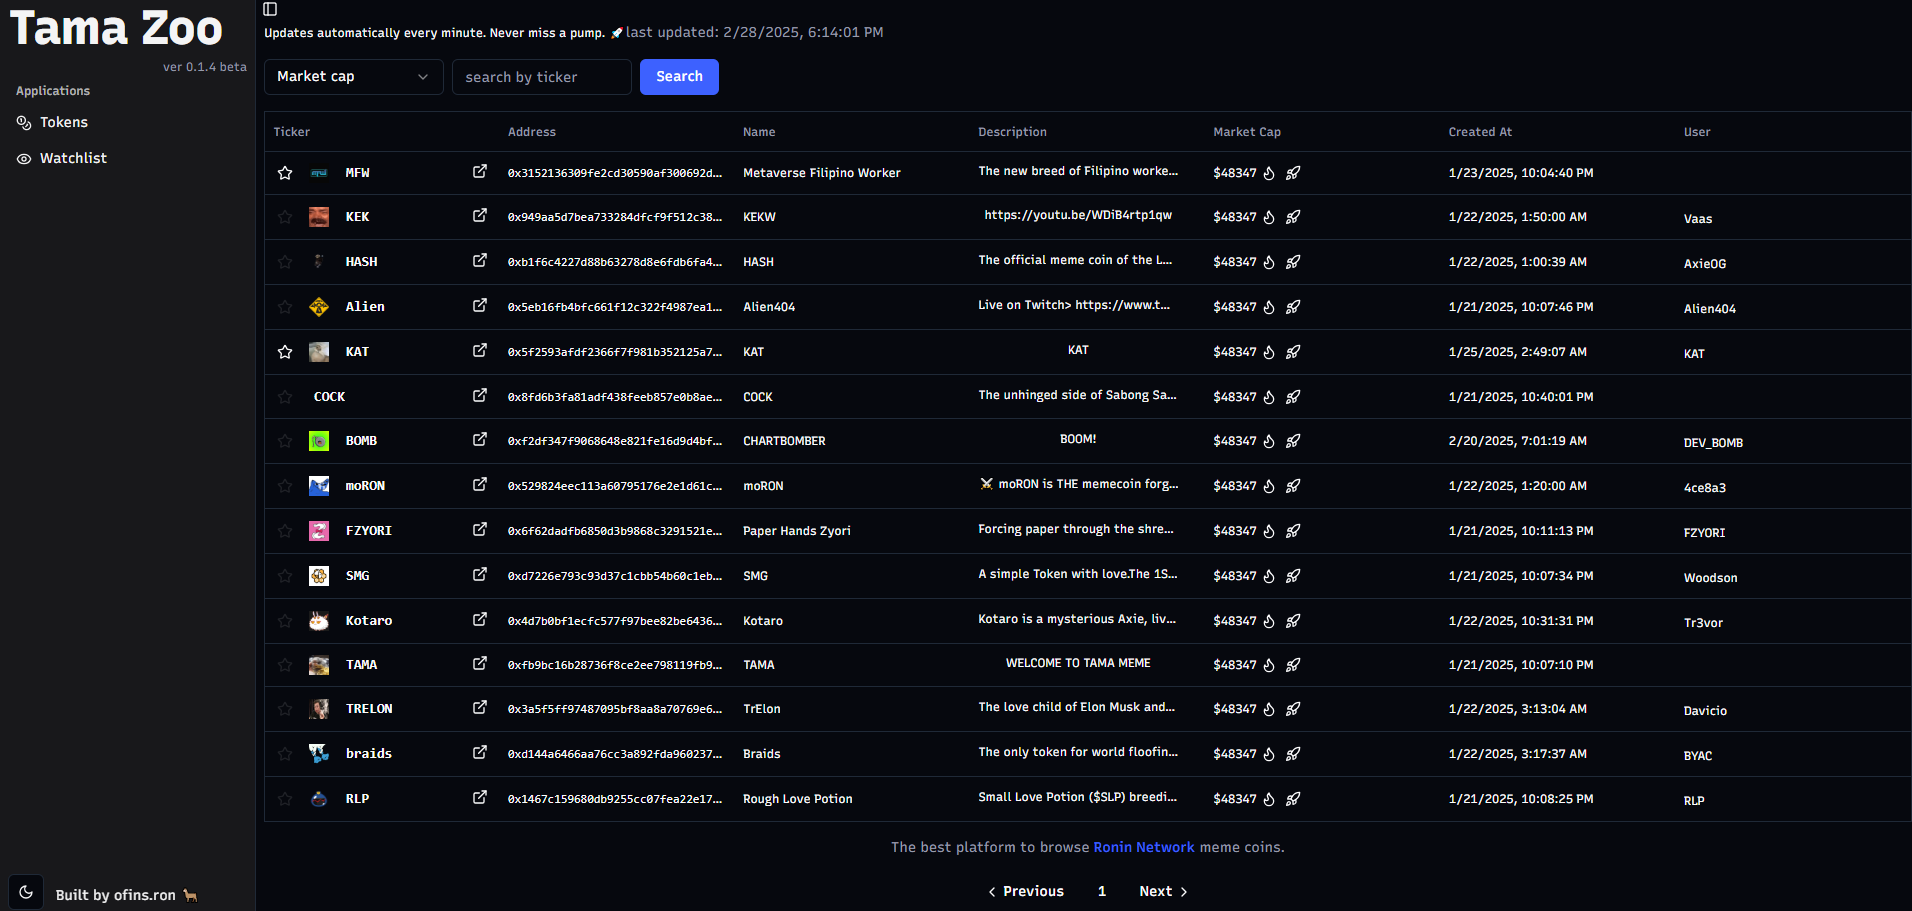 Tama Zoo
ver 0.1.4 beta
Applications
Tokens
Watchlist
Built by ofins.ron
Updates automatically every minute. Never miss a pump. 🚀 last updated: 2/28/2025, 6:14:01 PM
Market cap search by ticker Search
Ticker Address Name Description Market Cap Created At User
MFW 0x3152136309fe2cd30590af300692d... Metaverse Filipino Worker The new breed of Filipino worke... $48347 1/23/2025, 10:04:40 PM
KEK 0x949aa5d7bea733284dfcf9f512c38... KEKW https://youtu.be/WDiB4rtp1qw $48347 1/22/2025, 1:50:00 AM Vaas
HASH 0xb1f6c4227d88b63278d8e6fdb6fa4... HASH The official meme coin of the L... $48347 1/22/2025, 1:00:39 AM AxieOG
Alien 0x5eb16fb4bfc661f12c322f4987ea1... Alien404 Live on Twitch> https://www.t... $48347 1/21/2025, 10:07:46 PM Alien404
KAT 0x5f2593afdf2366f7f981b352125a7... KAT KAT $48347 1/25/2025, 2:49:07 AM KAT
COCK 0x8fd6b3fa81adf438feeb857e0b8ae... COCK The unhinged side of Sabong Sa... $48347 1/21/2025, 10:40:01 PM
BOMB 0xf2df347f9068648e821fe16d9d4bf... CHARTBOMBER BOOM! $48347 2/20/2025, 7:01:19 AM DEV_BOMB
moRON 0x529824eec113a60795176e2e1d61c... moRON ⚔️ moRON is THE memecoin forg... $48347 1/22/2025, 1:20:00 AM 4ce8a3
FZYORI 0x6f62dadfb6850d3b9868c3291521e... Paper Hands Zyori Forcing paper through the shre... $48347 1/21/2025, 10:11:13 PM FZYORI
SMG 0xd7226e793c93d37c1cbb54b60c1eb... SMG A simple Token with love.The 1S... $48347 1/21/2025, 10:07:34 PM Woodson
Kotaro 0x4d7b0bf1ecfc577f97bee82be6436... Kotaro Kotaro is a mysterious Axie, liv... $48347 1/22/2025, 10:31:31 PM Tr3vor
TAMA 0xfb9bc16b28736f8ce2ee798119fb9... TAMA WELCOME TO TAMA MEME $48347 1/21/2025, 10:07:10 PM
TRELON 0x3a5f5ff97487095bf8aa8a70769e6... TrElon The love child of Elon Musk and... $48347 1/22/2025, 3:13:04 AM Davicio
braids 0xd144a6466aa76cc3a892fda960237... Braids The only token for world floofin... $48347 1/22/2025, 3:17:37 AM BYAC
RLP 0x1467c159680db9255cc07fea22e17... Rough Love Potion Small Love Potion ($SLP) breedi... $48347 1/21/2025, 10:08:25 PM RLP
The best platform to browse Ronin Network meme coins.
Previous 1 Next